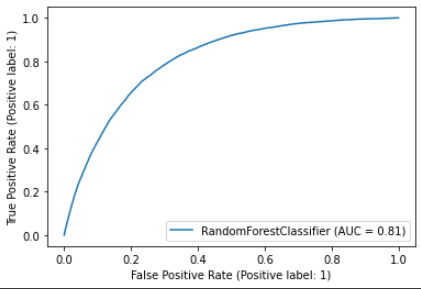 1.0
0.8
0.6
0.4
0.2
0.0
True Positive Rate (Positive label: 1)
RandomForestClassifier (AUC = 0.81)
0.0 0.2 0.4 0.6 0.8 1.0
False Positive Rate (Positive label: 1)